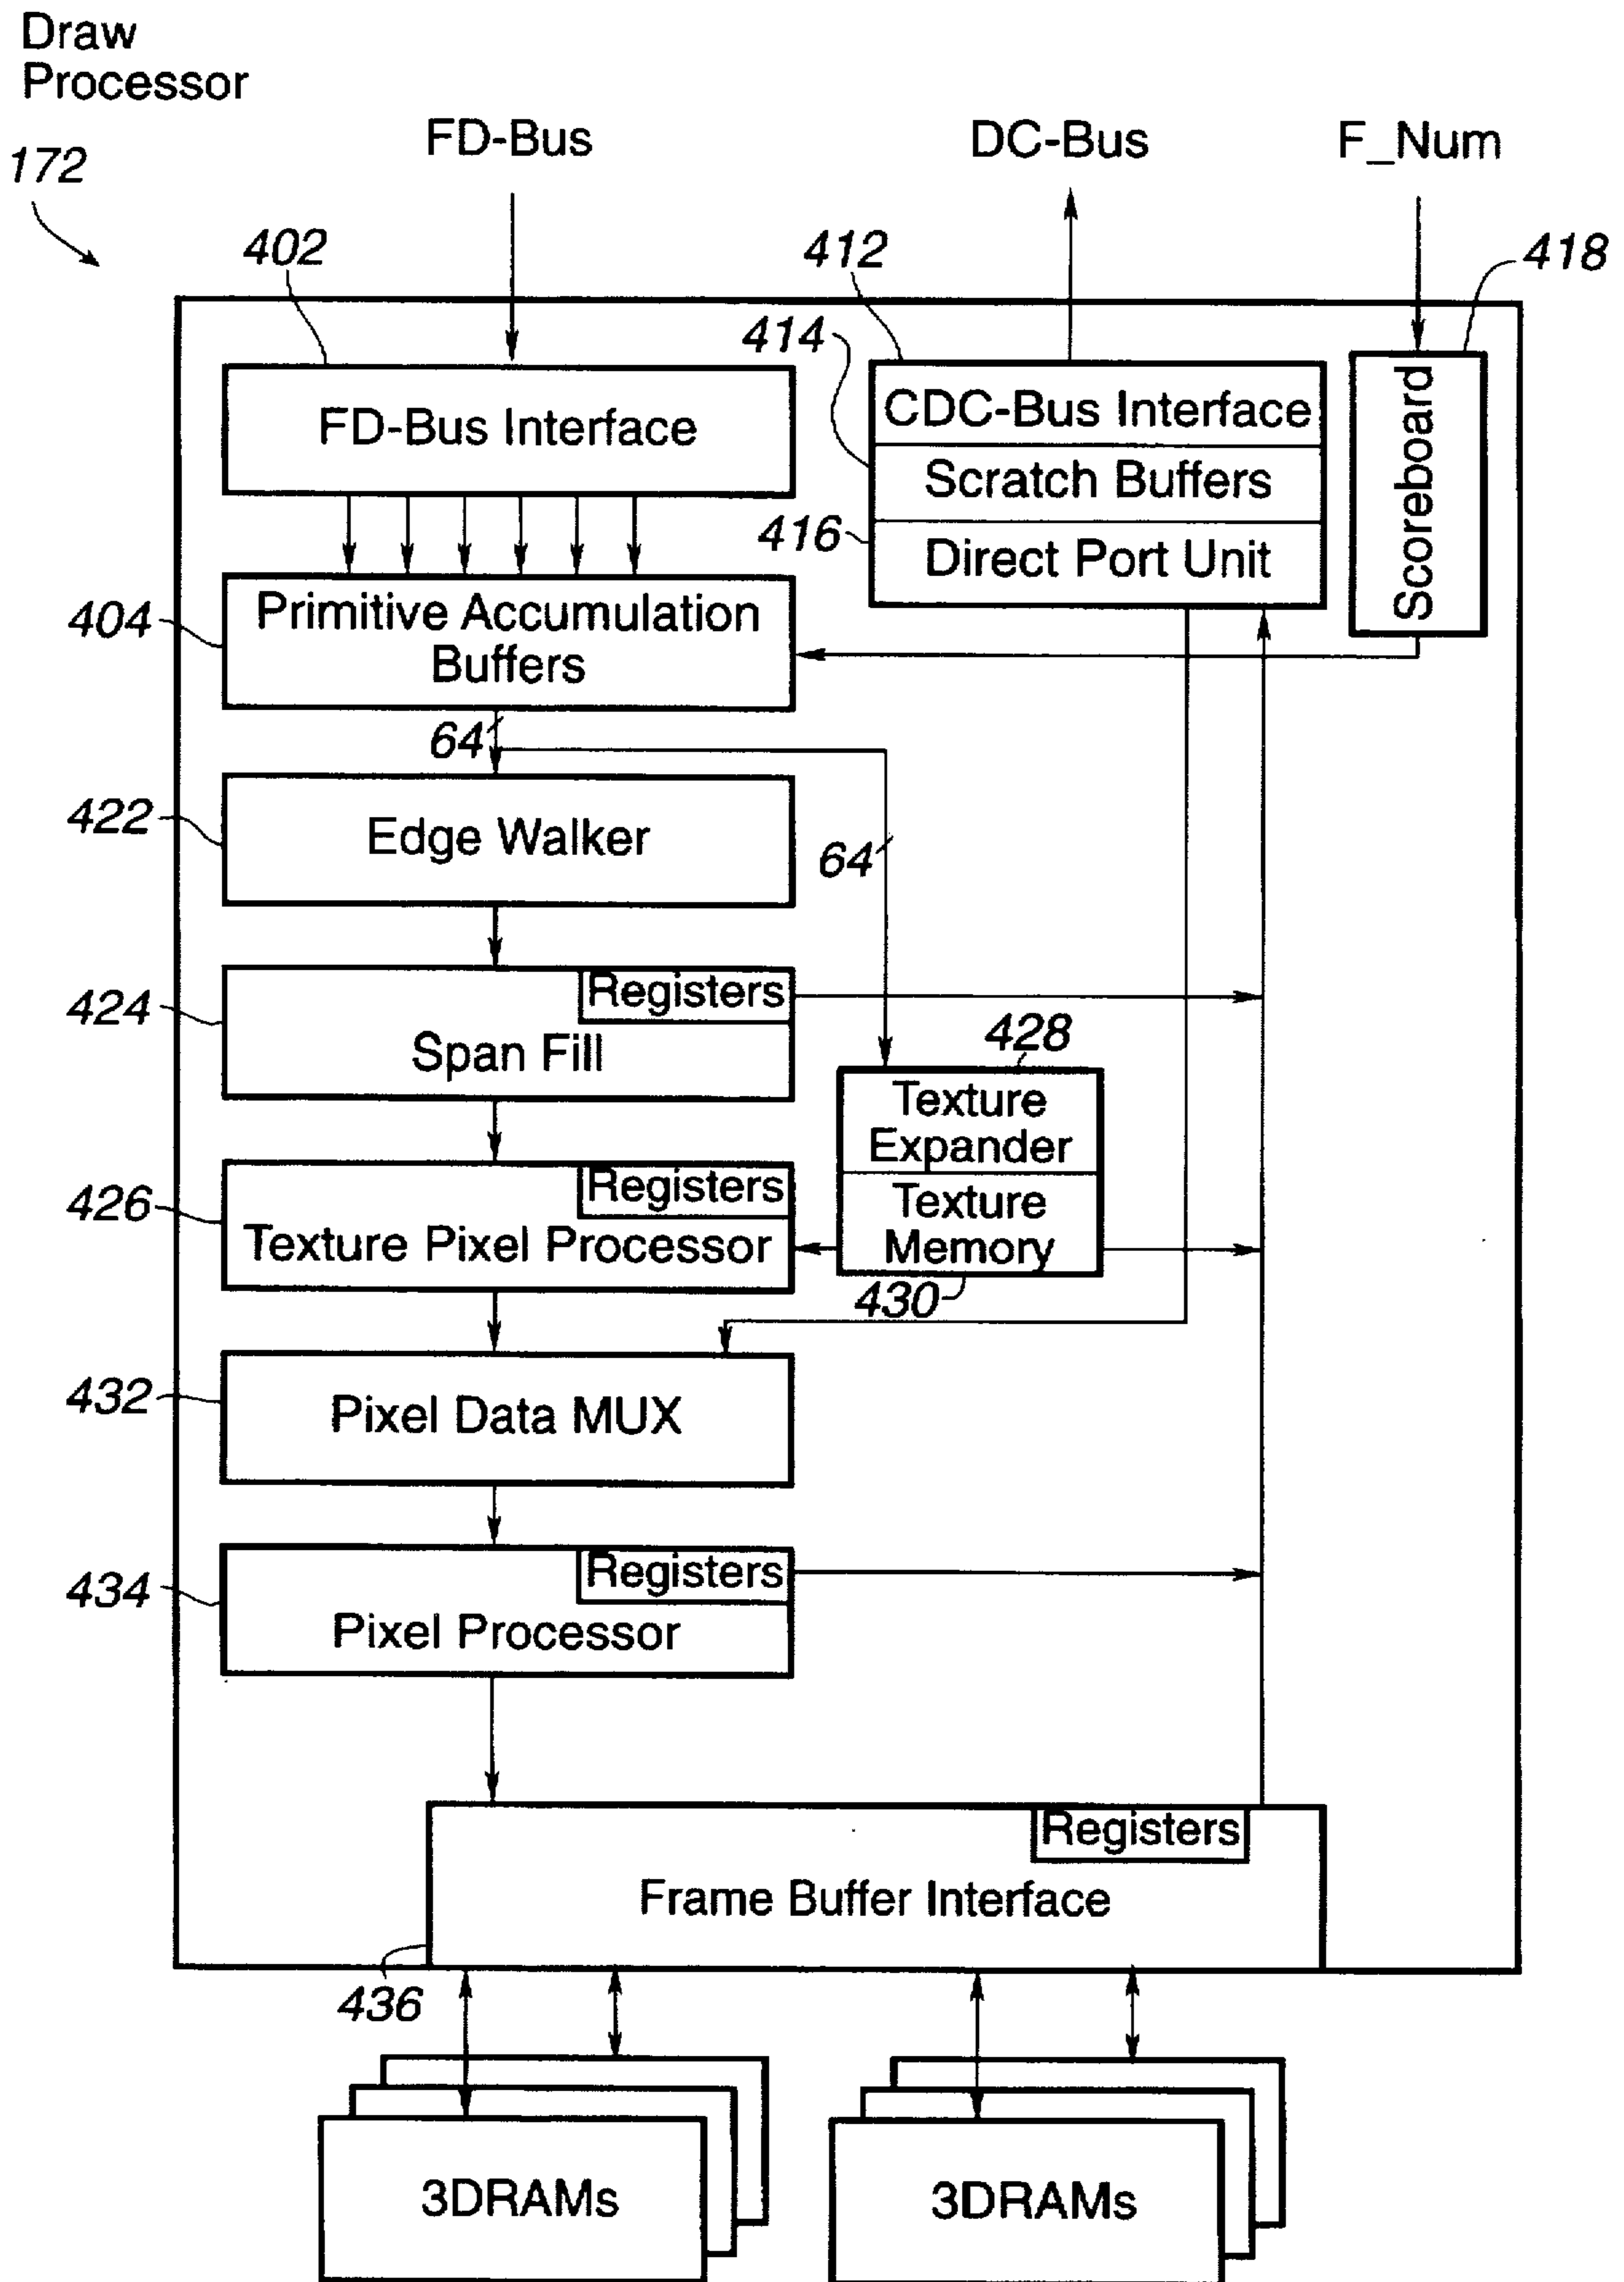 Draw
Processor
172
FD-Bus
DC-Bus
F_Num
402
412
418
414
FD-Bus Interface
CDC-Bus Interface
Scratch Buffers
416
Direct Port Unit
Scoreboard
404
Primitive Accumulation
Buffers
64
422
Edge Walker
64
424
Registers
Span Fill
428
Texture
Expander
426
Registers
Texture Pixel Processor
Texture
Memory
430
432
Pixel Data MUX
434
Registers
Pixel Processor
Registers
Frame Buffer Interface
436
3DRAMs
3DRAMs